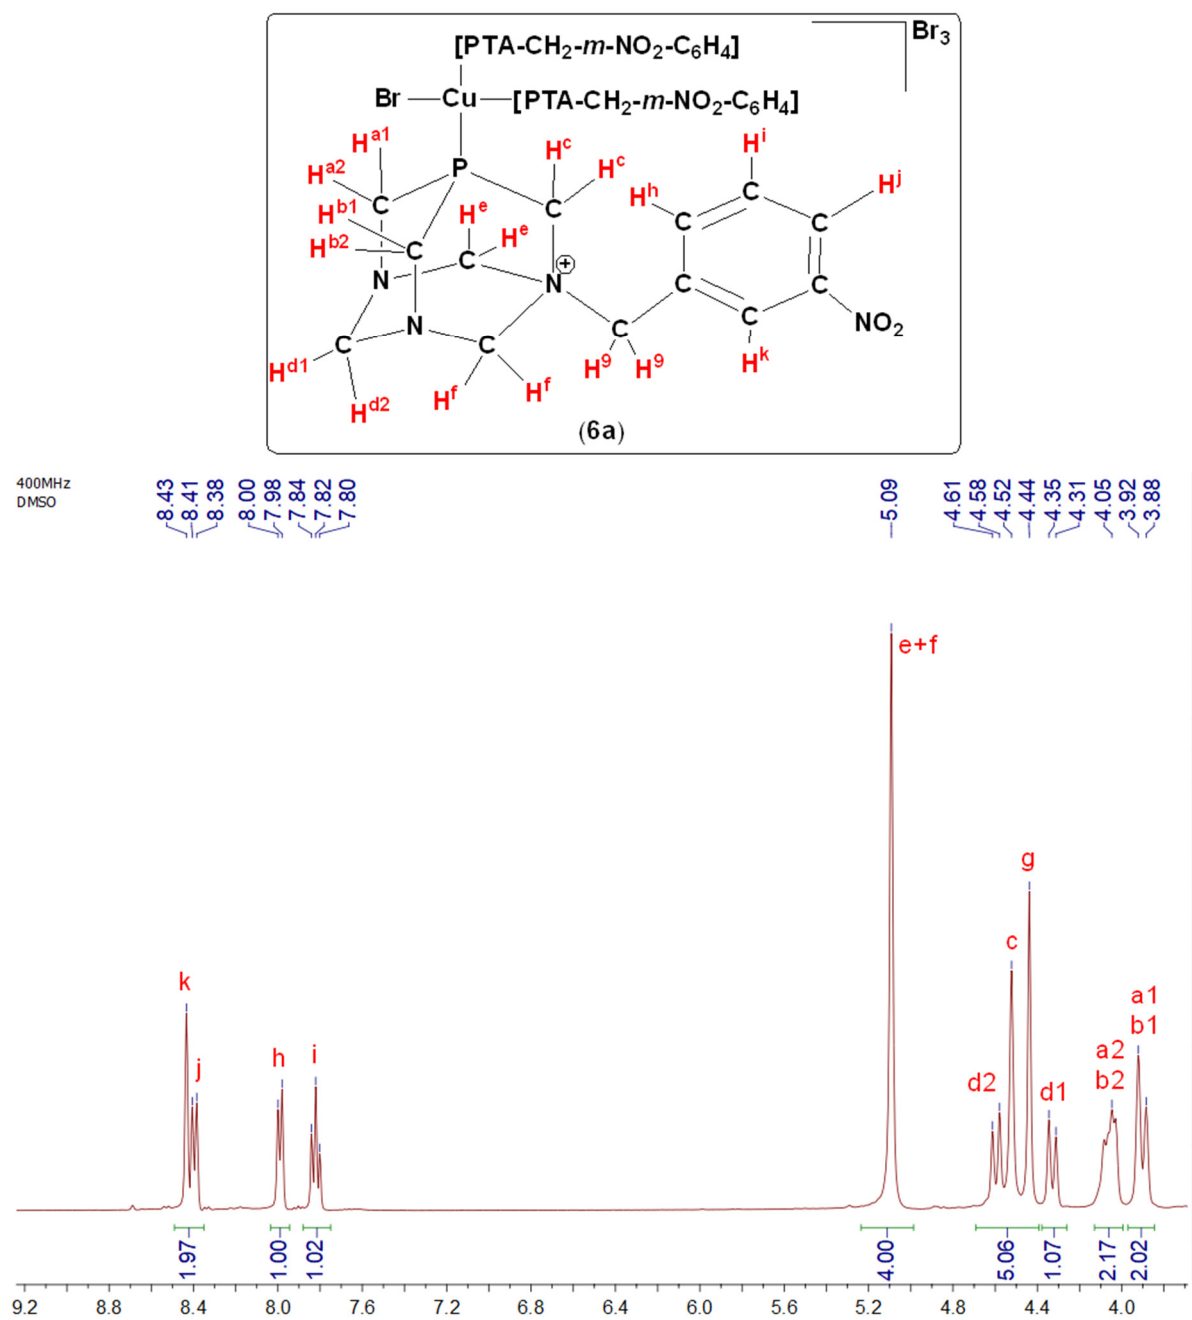 [PTA-CH2-m-NO2-C6H4]
Br3
Br Cu [PTA-CH2-m-NO2-C6H4]
Ha1 Hc
Ha2 P Hc Hi
Hj
C C C
Hb1 He Hh
C C
Hb2 He
C C +
N N C C
NO2
N C C
C C
Hd1 H9 H9 Hk
Hd2 Hf Hf
(6a)
400MHz
DMSO
8.43
8.41
8.38
8.00
7.98
7.84
7.82
7.80
5.09
4.61
4.58
4.52
4.44
4.35
4.31
4.05
3.92
3.88
e+f
g
c
k
a1
b1
j
h
i
d2
d1
a2
b2
1.97
1.00
1.02
4.00
5.06
1.07
2.17
2.02
9.2 8.8 8.4 8.0 7.6 7.2 6.8 6.4 6.0 5.6 5.2 4.8 4.4 4.0